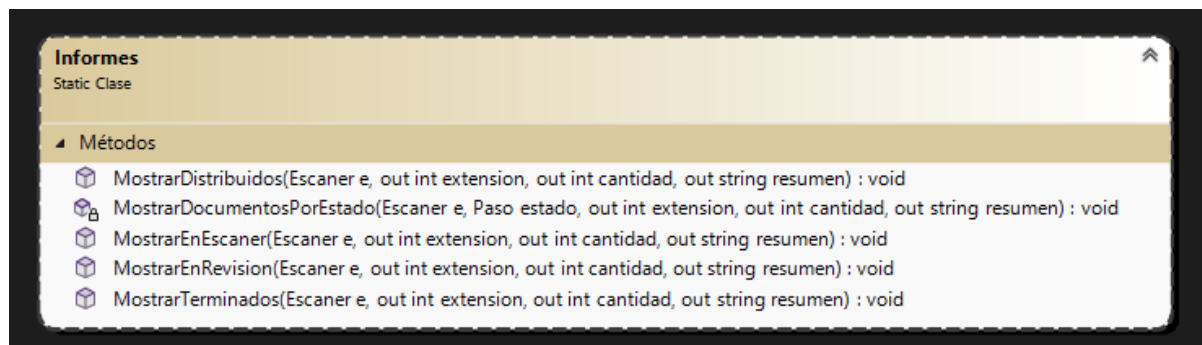 Informes
Static Clase
Métodos
MostrarDistribuidos(Escaner e, out int extension, out int cantidad, out string resumen) : void
MostrarDocumentosPorEstado(Escaner e, Paso estado, out int extension, out int cantidad, out string resumen) : void
MostrarEnEscaner(Escaner e, out int extension, out int cantidad, out string resumen) : void
MostrarEnRevision(Escaner e, out int extension, out int cantidad, out string resumen) : void
MostrarTerminados(Escaner e, out int extension, out int cantidad, out string resumen) : void